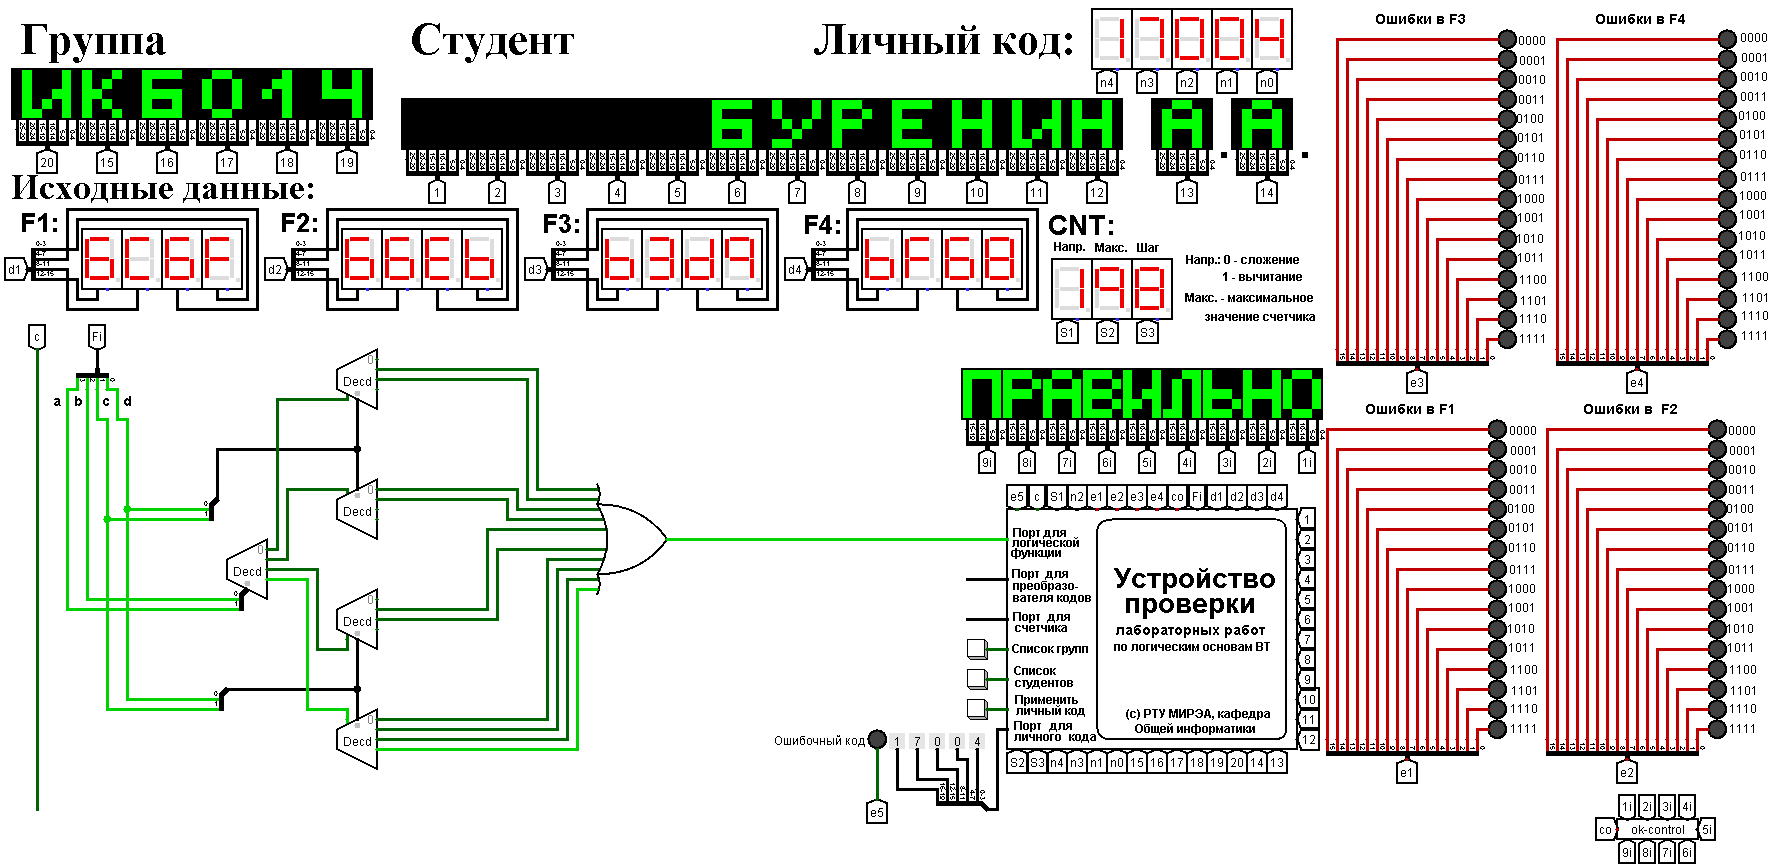 Группа
Студент
Личный код:
17004
n4 n3 n2 n1 n0
ИКБО14
БУРЕНИН А. А.
20 15 16 17 18 19
1 2 3 4 5 6 7 8 9 10 11 12 13 14
Исходные данные:
F1:
F2:
F3:
F4:
CNT:
d1
d2
d3
d4
0-3
4-7
8-11
12-15
Напр. Макс. Шаг
198
S1 S2 S3
Напр.: 0 - сложение
1 - вычитание
Макс. - максимальное
значение счетчика
c
Fi
a b c d
Decd
Decd
Decd
Decd
Decd
ПРАВИЛЬНО
9i 8i 7i 6i 5i 4i 3i 2i 1i
e5 c S1 n2 e1 e2 e3 e4 co Fi d1 d2 d3 d4
Порт для
логической
функции
Порт для
преобразо-
вателя кодов
Порт для
счетчика
Список групп
Список
студентов
Применить
личный код
Порт для
личного кода
Устройство
проверки
лабораторных работ
по логическим основам ВТ
(c) РТУ МИРЭА, кафедра
Общей информатики
1
2
3
4
5
6
7
8
9
10
11
12
S2 S3 n4 n3 n1 n0 15 16 17 18 19 20 14 13
Ошибочный код
1 7 0 0 4
e5
Ошибки в F3
0000
0001
0010
0011
0100
0101
0110
0111
1000
1001
1010
1011
1100
1101
1110
1111
e3
Ошибки в F4
0000
0001
0010
0011
0100
0101
0110
0111
1000
1001
1010
1011
1100
1101
1110
1111
e4
Ошибки в F1
0000
0001
0010
0011
0100
0101
0110
0111
1000
1001
1010
1011
1100
1101
1110
1111
e1
Ошибки в F2
0000
0001
0010
0011
0100
0101
0110
0111
1000
1001
1010
1011
1100
1101
1110
1111
e2
1i 2i 3i 4i
co ok-control 5i
9i 8i 7i 6i